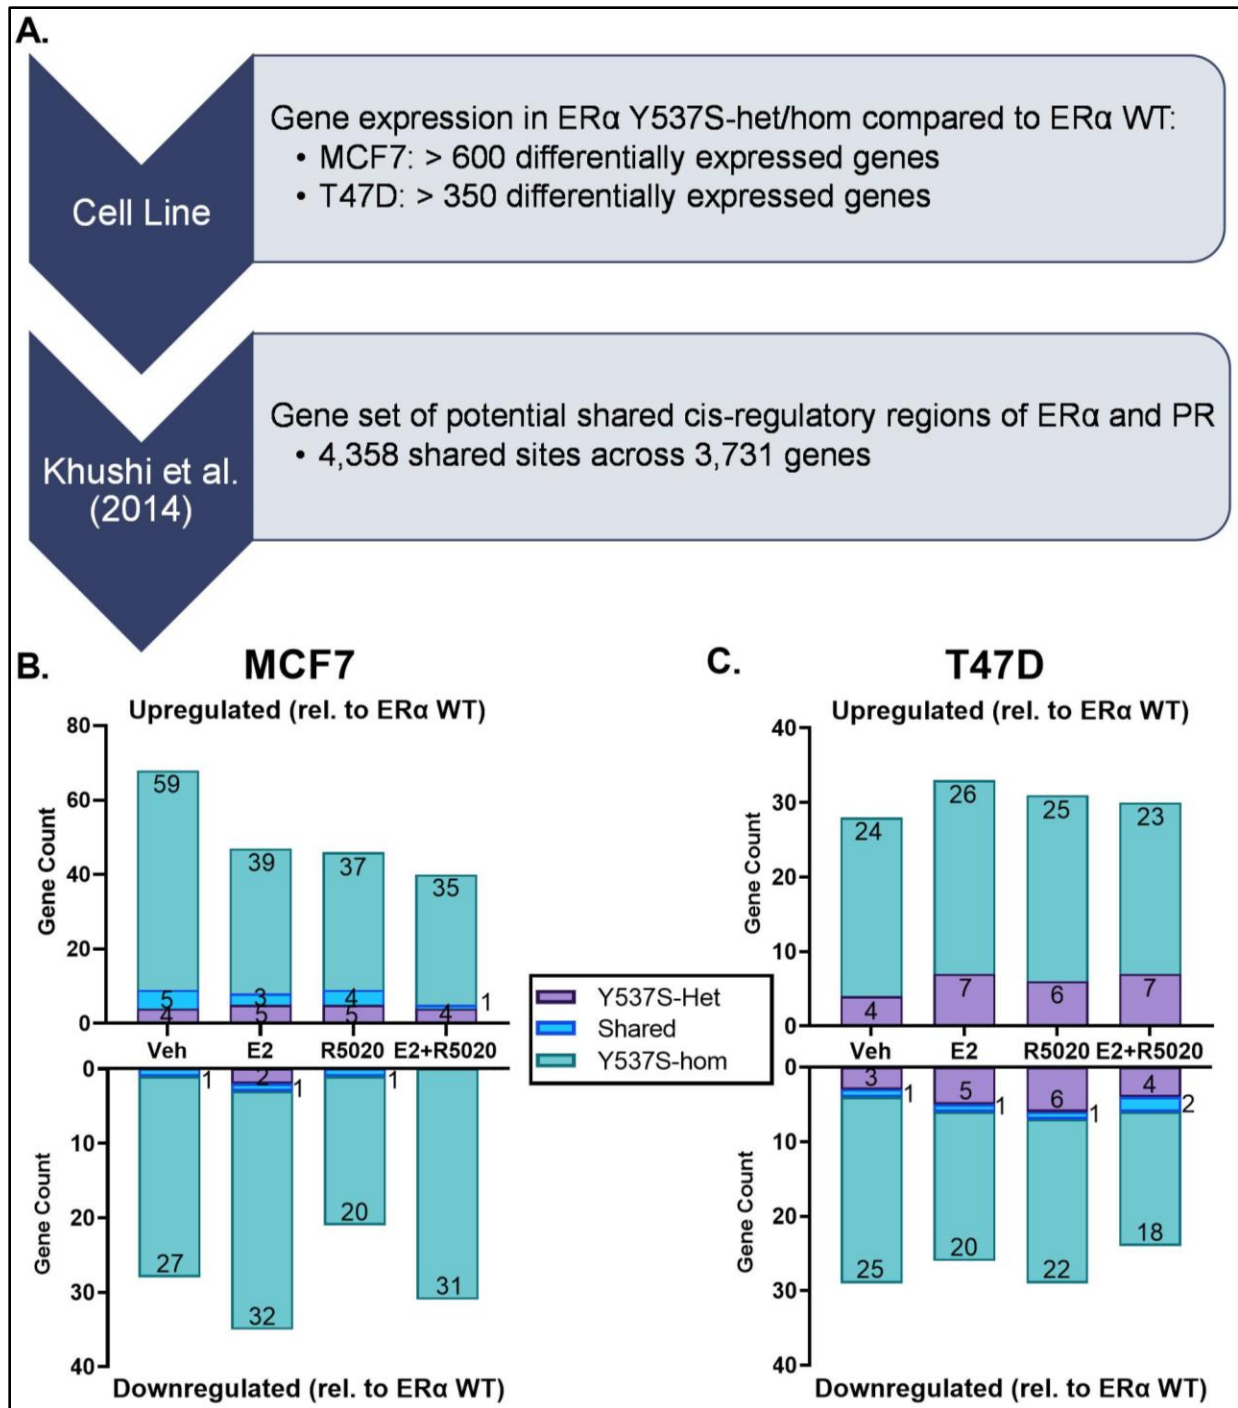 A.
Cell Line
Gene expression in ERα Y537S-het/hom compared to ERα WT:
• MCF7: > 600 differentially expressed genes
• T47D: > 350 differentially expressed genes
Khushi et al.
(2014)
Gene set of potential shared cis-regulatory regions of ERα and PR
• 4,358 shared sites across 3,731 genes
B.
MCF7
Upregulated (rel. to ERα WT)
Gene Count
80
60
40
20
0
59
39
37
35
5
3
4
1
4
5
5
4
Veh
E2
R5020
E2+R5020
Gene Count
0
10
20
30
40
1
2
1
1
27
32
20
31
Downregulated (rel. to ERα WT)
Y537S-Het
Shared
Y537S-hom
C.
T47D
Upregulated (rel. to ERα WT)
Gene Count
40
30
20
10
0
24
26
25
23
4
7
6
7
Veh
E2
R5020
E2+R5020
Gene Count
0
10
20
30
40
3
1
5
1
6
1
4
2
25
20
22
18
Downregulated (rel. to ERα WT)